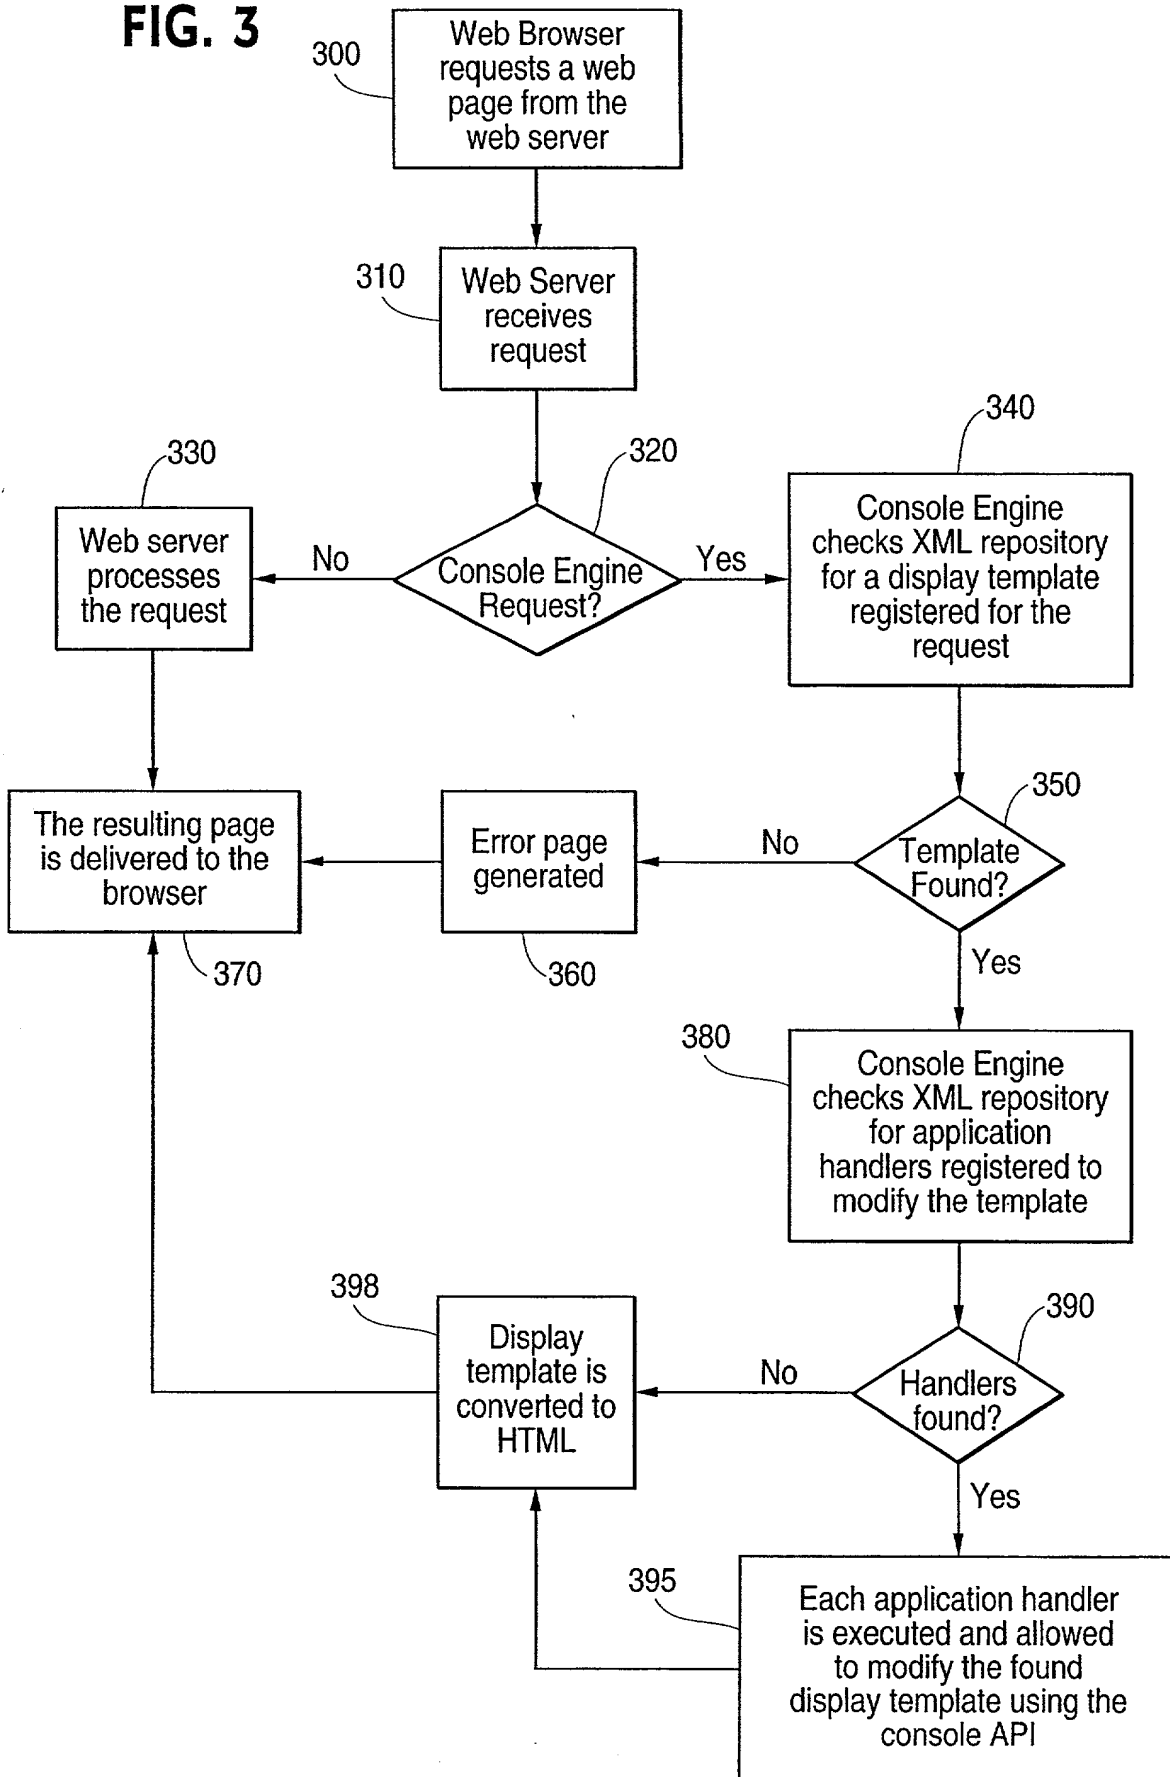 FIG. 3
300
Web Browser
requests a web
page from the
web server
310
Web Server
receives
request
320
Console Engine
Request?
No
Yes
330
Web server
processes
the request
340
Console Engine
checks XML repository
for a display template
registered for the
request
350
Template
Found?
No
Yes
Error page
generated
360
The resulting page
is delivered to the
browser
370
380
Console Engine
checks XML repository
for application
handlers registered to
modify the template
390
Handlers
found?
No
Yes
398
Display
template is
converted to
HTML
395
Each application handler
is executed and allowed
to modify the found
display template using the
console API